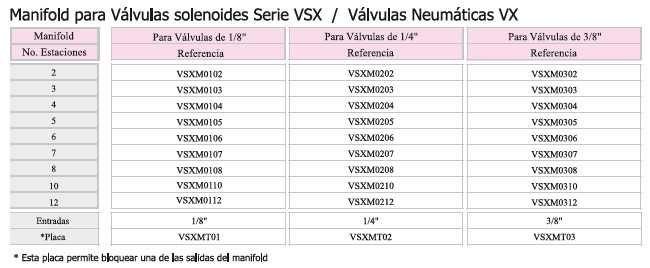 Manifold para Válvulas solenoides Serie VSX / Válvulas Neumáticas VX
Manifold Para Válvulas de 1/8" Para Válvulas de 1/4" Para Válvulas de 3/8"
No. Estaciones Referencia Referencia Referencia
2 VSXM0102 VSXM0202 VSXM0302
3 VSXM0103 VSXM0203 VSXM0303
4 VSXM0104 VSXM0204 VSXM0304
5 VSXM0105 VSXM0205 VSXM0305
6 VSXM0106 VSXM0206 VSXM0306
7 VSXM0107 VSXM0207 VSXM0307
8 VSXM0108 VSXM0208 VSXM0308
10 VSXM0110 VSXM0210 VSXM0310
12 VSXM0112 VSXM0212 VSXM0312
Entradas 1/8" 1/4" 3/8"
*Placa VSXMT01 VSXMT02 VSXMT03
* Esta placa permite bloquear una de las salidas del manifold